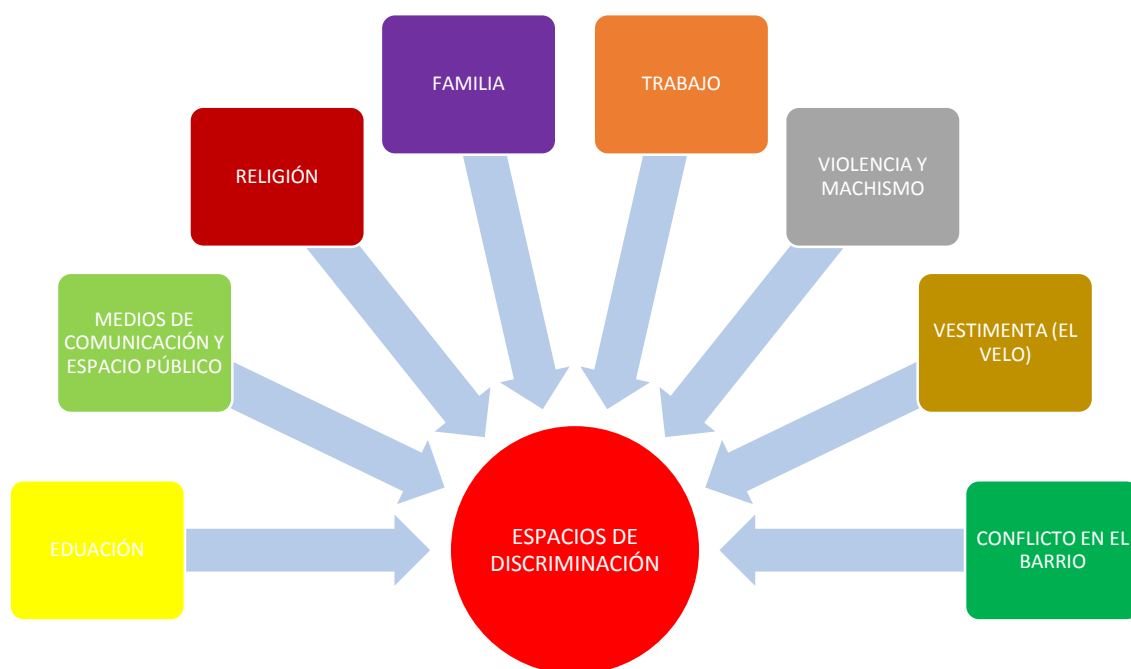 FAMILIA
TRABAJO
RELIGIÓN
VIOLENCIA Y
MACHISMO
MEDIOS DE
COMUNICACIÓN Y
ESPACIO PÚBLICO
VESTIMENTA (EL
VELO)
EDUACIÓN
ESPACIOS DE
DISCRIMINACIÓN
CONFLICTO EN EL
BARRIO